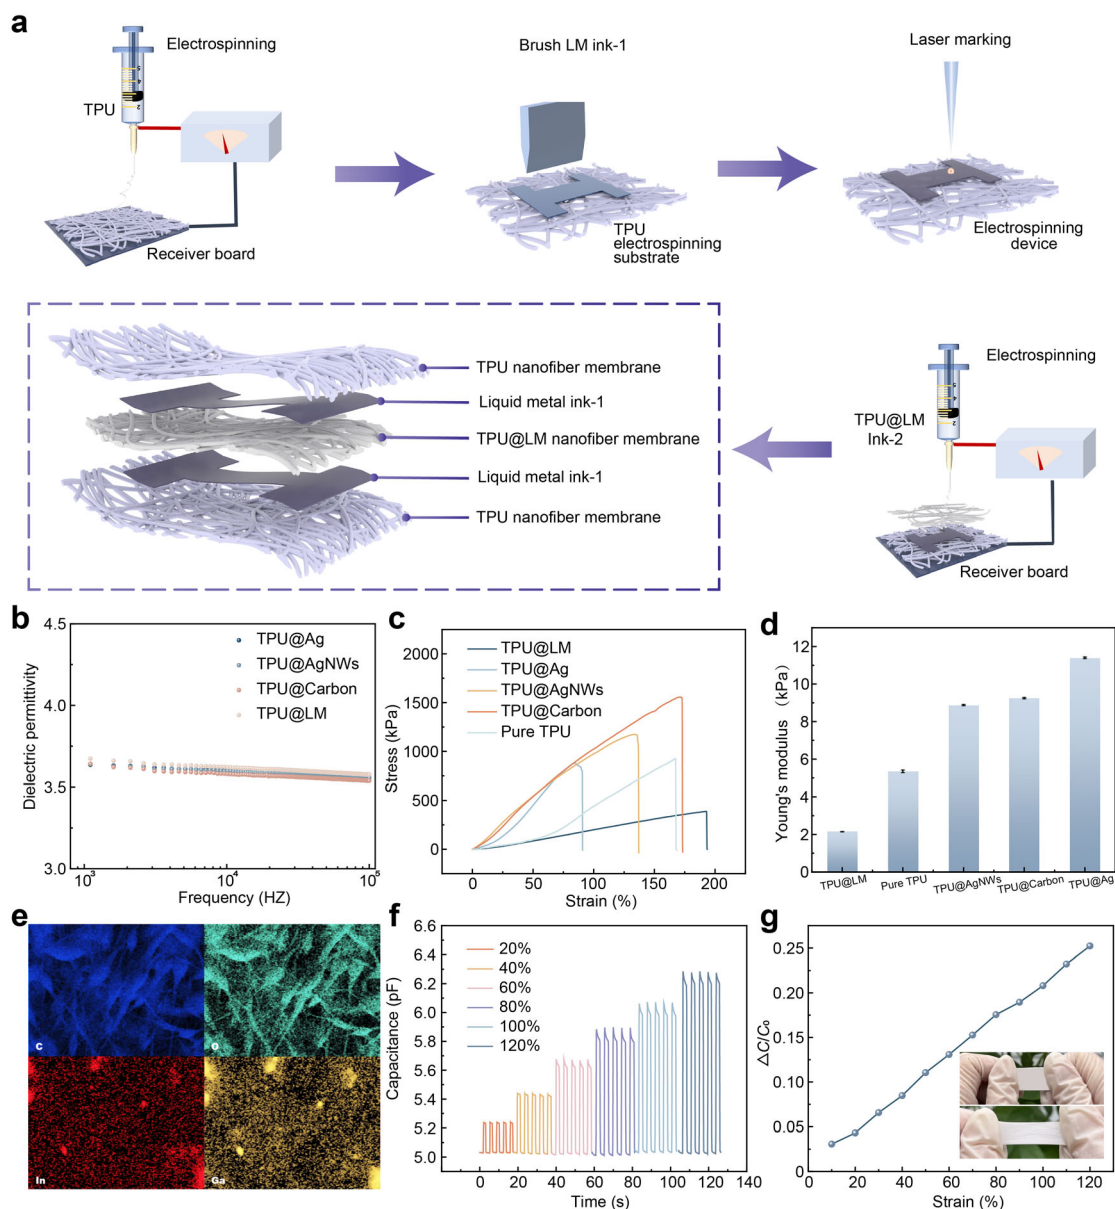 a
Electrospinning
TPU
Receiver board
Brush LM ink-1
TPU
electrospinning
substrate
Laser marking
Electrospinning
device
TPU nanofiber membrane
Liquid metal ink-1
TPU@LM nanofiber membrane
Liquid metal ink-1
TPU nanofiber membrane
Electrospinning
TPU@LM
Ink-2
Receiver board
b
4.5
4.0
3.5
3.0
Dielectric permittivity
10³
10⁴
10⁵
Frequency (HZ)
TPU@Ag
TPU@AgNWs
TPU@Carbon
TPU@LM
c
2000
1500
1000
500
0
Stress (kPa)
0
50
100
150
200
Strain (%)
TPU@LM
TPU@Ag
TPU@AgNWs
TPU@Carbon
Pure TPU
d
12
10
8
6
4
2
0
Young's modulus (kPa)
TPU@LM
Pure TPU
TPU@AgNWs
TPU@Carbon
TPU@Ag
e
C
O
In
Ga
f
6.6
6.4
6.2
6.0
5.8
5.6
5.4
5.2
5.0
Capacitance (pF)
0
20
40
60
80
100
120
140
Time (s)
20%
40%
60%
80%
100%
120%
g
0.25
0.20
0.15
0.10
0.05
0
△C/C₀
20
40
60
80
100
120
Strain (%)